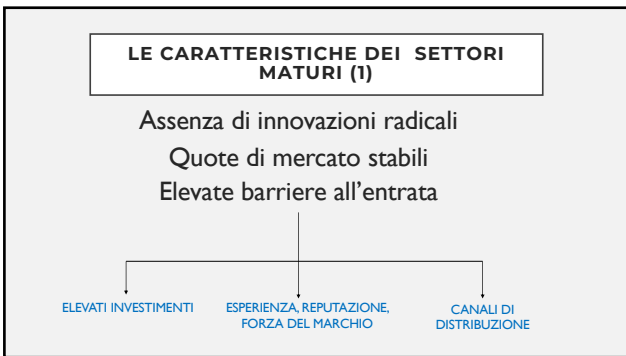 LE CARATTERISTICHE DEI SETTORI
MATURI (1)
Assenza di innovazioni radicali
Quote di mercato stabili
Elevate barriere all'entrata
ELEVATI INVESTIMENTI
ESPERIENZA, REPUTAZIONE,
FORZA DEL MARCHIO
CANALI DI
DISTRIBUZIONE